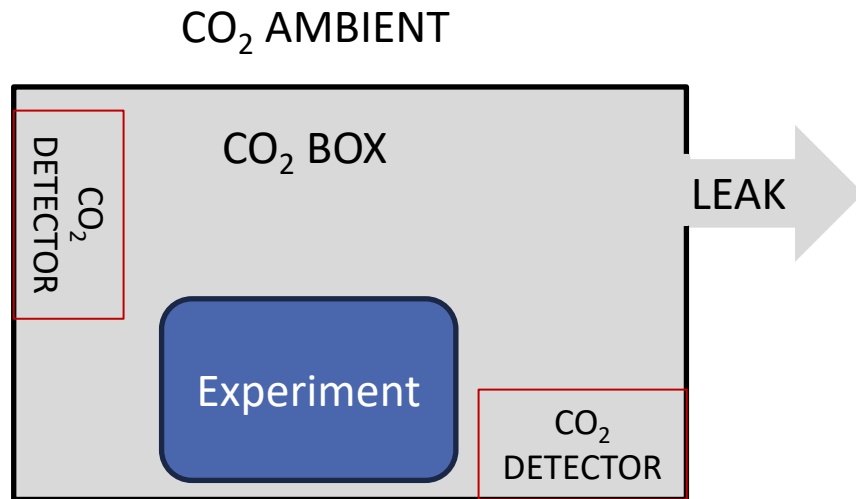 CO₂ AMBIENT
CO₂ BOX
CO₂
DETECTOR
LEAK
Experiment
CO₂
DETECTOR